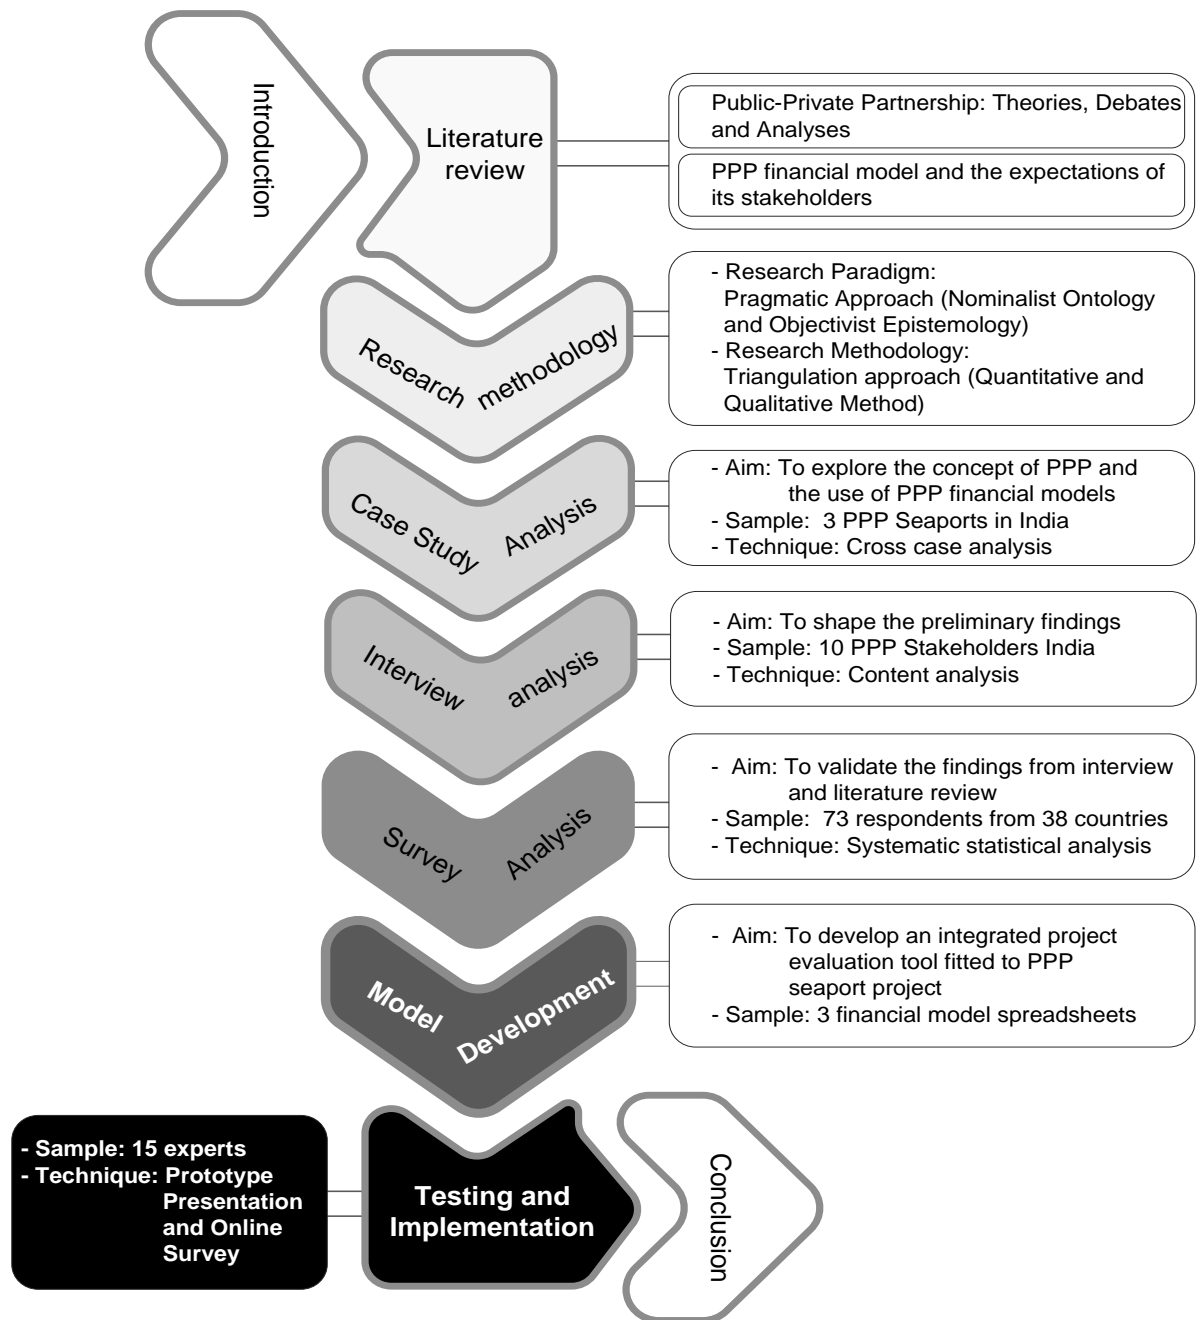 Introduction
Literature
review
Public-Private Partnership: Theories, Debates
and Analyses
PPP financial model and the expectations of
its stakeholders
Research methodology
- Research Paradigm:
Pragmatic Approach (Nominalist Ontology
and Objectivist Epistemology)
- Research Methodology:
Triangulation approach (Quantitative and
Qualitative Method)
Case Study Analysis
- Aim: To explore the concept of PPP and
the use of PPP financial models
- Sample: 3 PPP Seaports in India
- Technique: Cross case analysis
Interview analysis
- Aim: To shape the preliminary findings
- Sample: 10 PPP Stakeholders India
- Technique: Content analysis
Survey Analysis
- Aim: To validate the findings from interview
and literature review
- Sample: 73 respondents from 38 countries
- Technique: Systematic statistical analysis
Model Development
- Aim: To develop an integrated project
evaluation tool fitted to PPP
seaport project
- Sample: 3 financial model spreadsheets
- Sample: 15 experts
- Technique: Prototype
Presentation
and Online
Survey
Testing and
Implementation
Conclusion